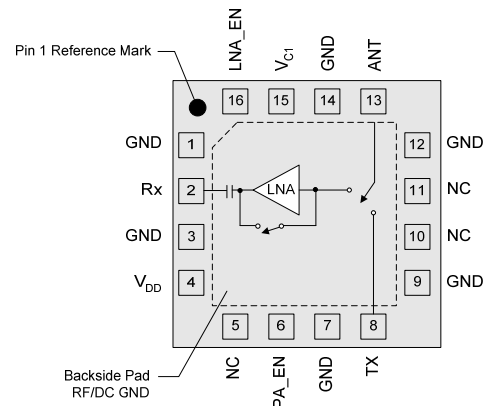 LNA_EN
V_C1
GND
ANT
Pin 1 Reference Mark
16
15
14
13
GND
1
12
GND
Rx
2
LNA
11
NC
GND
3
10
NC
V_DD
4
9
GND
5
6
7
8
NC
PA_EN
GND
TX
Backside Pad
RF/DC GND